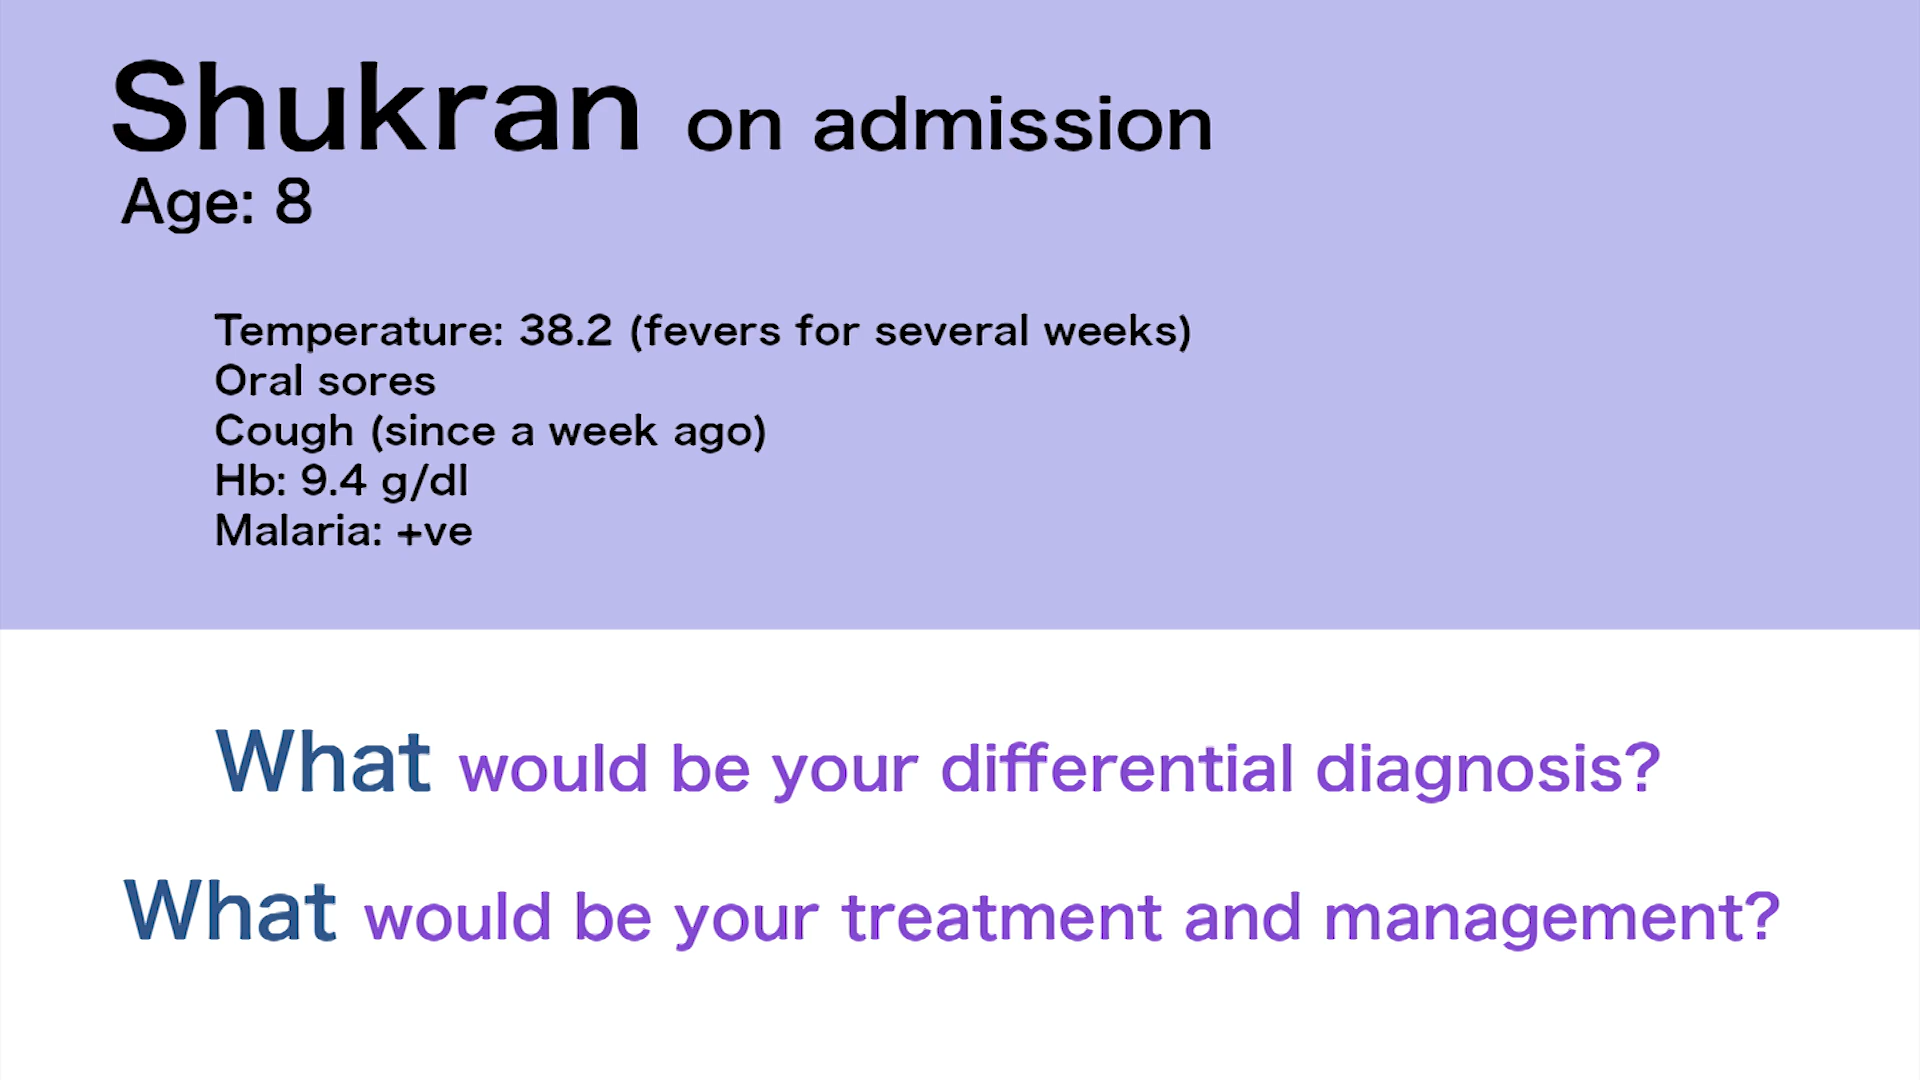 Shukran on admission
Age: 8
Temperature: 38.2 (fevers for several weeks)
Oral sores
Cough (since a week ago)
Hb: 9.4 g/dl
Malaria: +ve
What would be your differential diagnosis?
What would be your treatment and management?